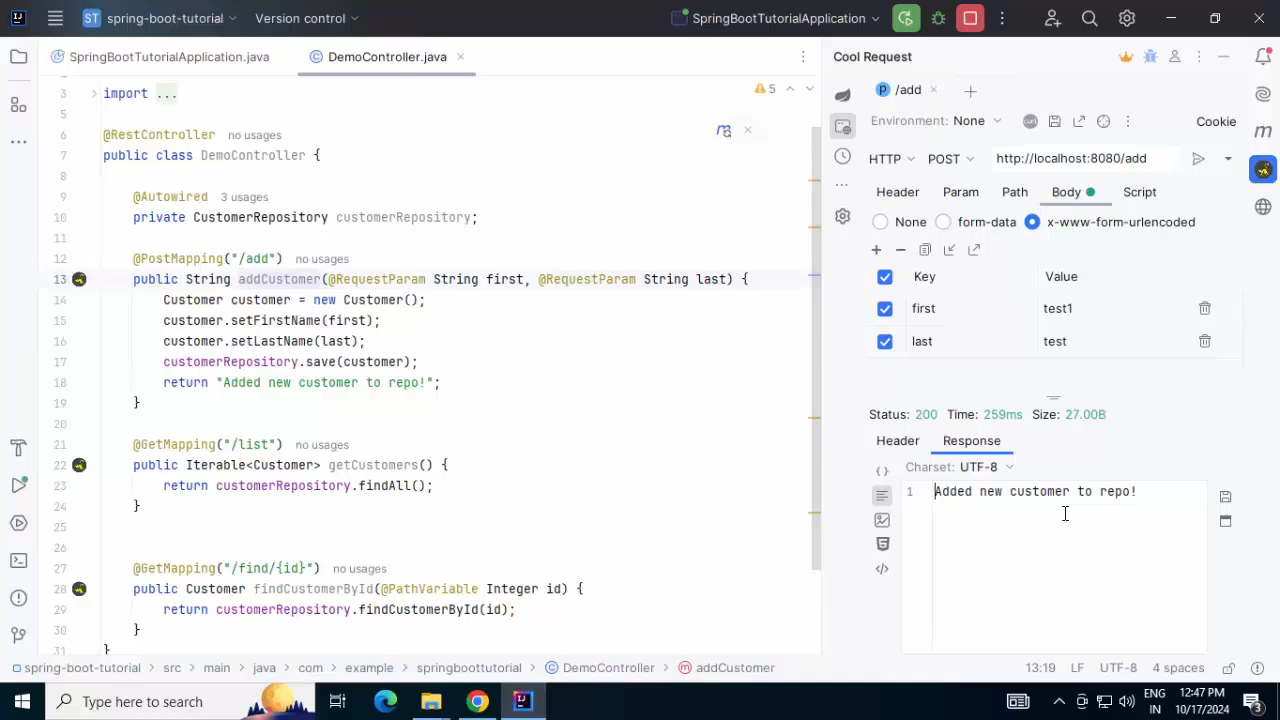 ST spring-boot-tutorial Version control SpringBootTutorialApplication
SpringBootTutorialApplication.java DemoController.java
Cool Request
3 import ... 5
5
6 @RestController no usages
7 public class DemoController {
8
9 @Autowired 3 usages
10 private CustomerRepository customerRepository;
11
12 @PostMapping("/add") no usages
13 public String addCustomer(@RequestParam String first, @RequestParam String last) {
14 Customer customer = new Customer();
15 customer.setFirstName(first);
16 customer.setLastName(last);
17 customerRepository.save(customer);
18 return "Added new customer to repo!";
19 }
20
21 @GetMapping("/list") no usages
22 public Iterable<Customer> getCustomers() {
23 return customerRepository.findAll();
24 }
25
26
27 @GetMapping("/find/{id}") no usages
28 public Customer findCustomerById(@PathVariable Integer id) {
29 return customerRepository.findCustomerById(id);
30 }
31 }
/add
Environment: None Cookie
HTTP POST http://localhost:8080/add
Header Param Path Body Script
None form-data x-www-form-urlencoded
Key Value
first test1
last test
Status: 200 Time: 259ms Size: 27.00B
Header Response
Charset: UTF-8
1 Added new customer to repo!
spring-boot-tutorial src main java com example springboottutorial DemoController addCustomer 13:19 LF UTF-8 4 spaces
Type here to search
ENG
IN
12:47 PM
10/17/2024
3